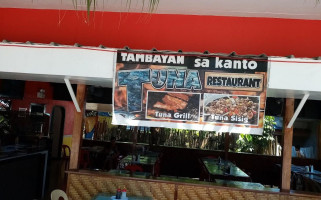 TAMBAYAN sa kanto
TUNA RESTAURANT
Tuna Grill Tuna Sisig